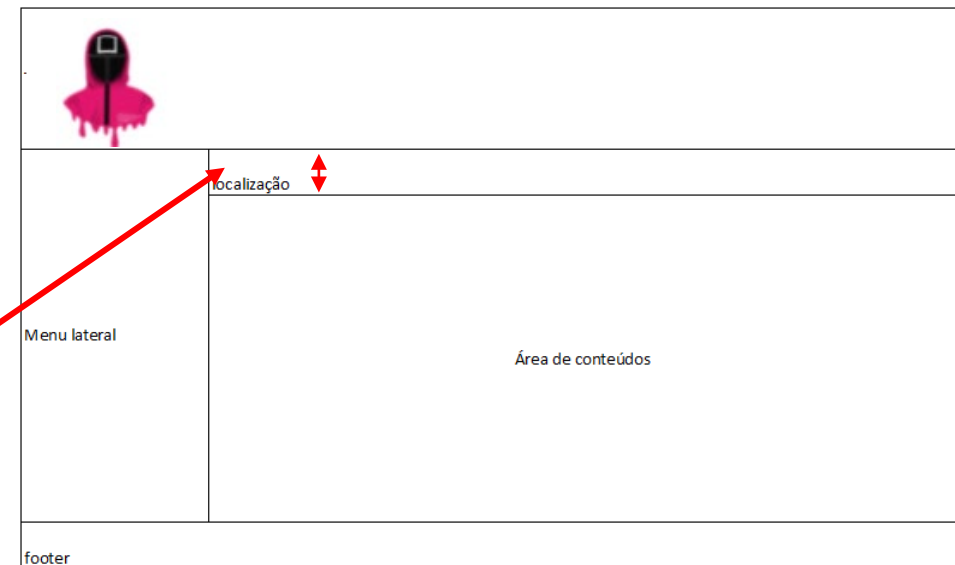 .
localização
Menu lateral
Área de conteúdos
footer